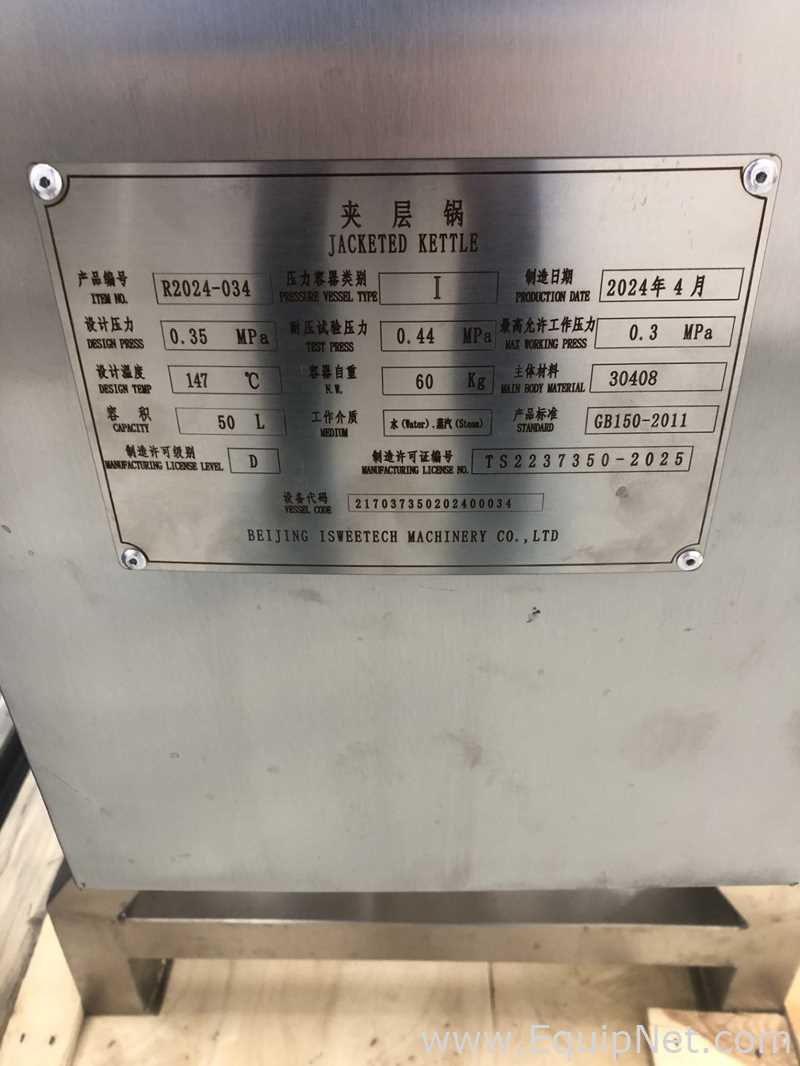 夹层锅
JACKETED KETTLE
产品编号 R2024-034 压力容器类别 I 制造日期 2024年4月
ITEM NO. PRESSURE VESSEL TYPE PRODUCTION DATE
设计压力 0.35 MPa 耐压试验压力 0.44 MPa 最高允许工作压力 0.3 MPa
DESIGN PRESS TEST PRESS MAX WORKING PRESS
设计温度 147 ℃ 容器自重 60 Kg 主体材料 30408
DESIGN TEMP N.W. MAIN BODY MATERIAL
容积 50 L 工作介质 水(Water).蒸汽(Steam) 产品标准 GB150-2011
CAPACITY MEDIUM STANDARD
制造许可级别 D 制造许可证编号 TS2237350-2025
MANUFACTURING LICENSE LEVEL MANUFACTURING LICENSE NO.
设备代码 217037350202400034
VESSEL CODE
BEIJING ISWEETECH MACHINERY CO.,LTD
www.EquipNet.com